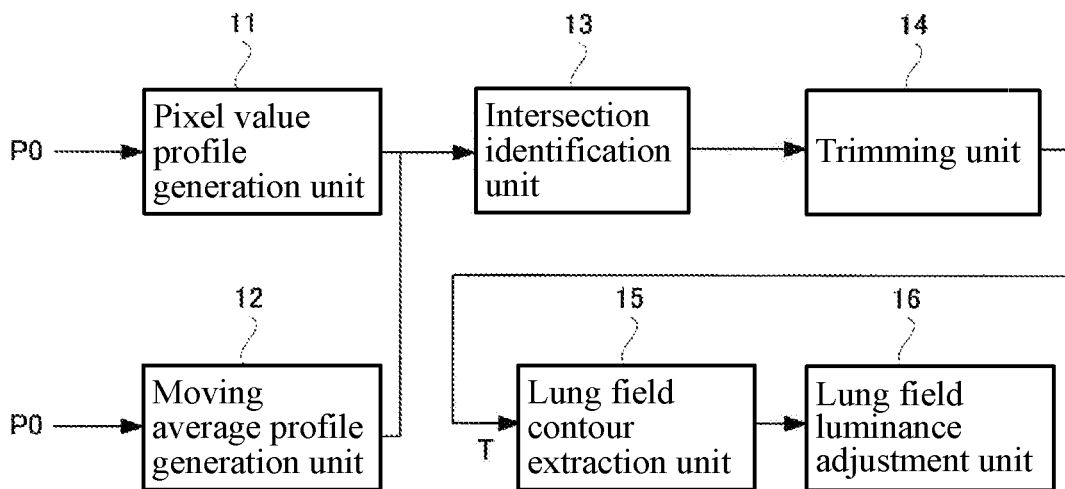 11
13
14
P0
Pixel value
profile
generation unit
Intersection
identification
unit
Trimming unit
12
15
16
P0
Moving
average profile
generation unit
T
Lung field
contour
extraction unit
Lung field
luminance
adjustment unit